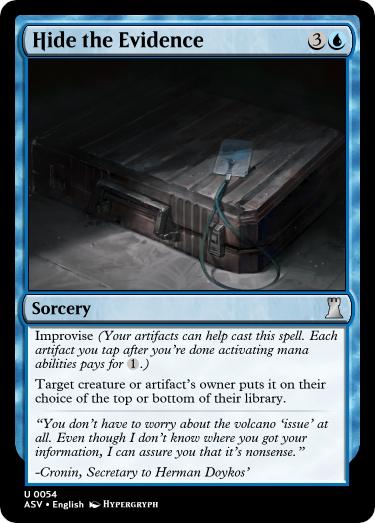 Hide the Evidence 3
Sorcery
Improvise (Your artifacts can help cast this spell. Each
artifact you tap after you're done activating mana
abilities pays for 1.)
Target creature or artifact's owner puts it on their
choice of the top or bottom of their library.
"You don't have to worry about the volcano 'issue' at
all. Even though I don't know where you got your
information, I can assure you that it's nonsense."
-Cronin, Secretary to Herman Doykos'
U 0054
ASV • English HYPERGRYPH